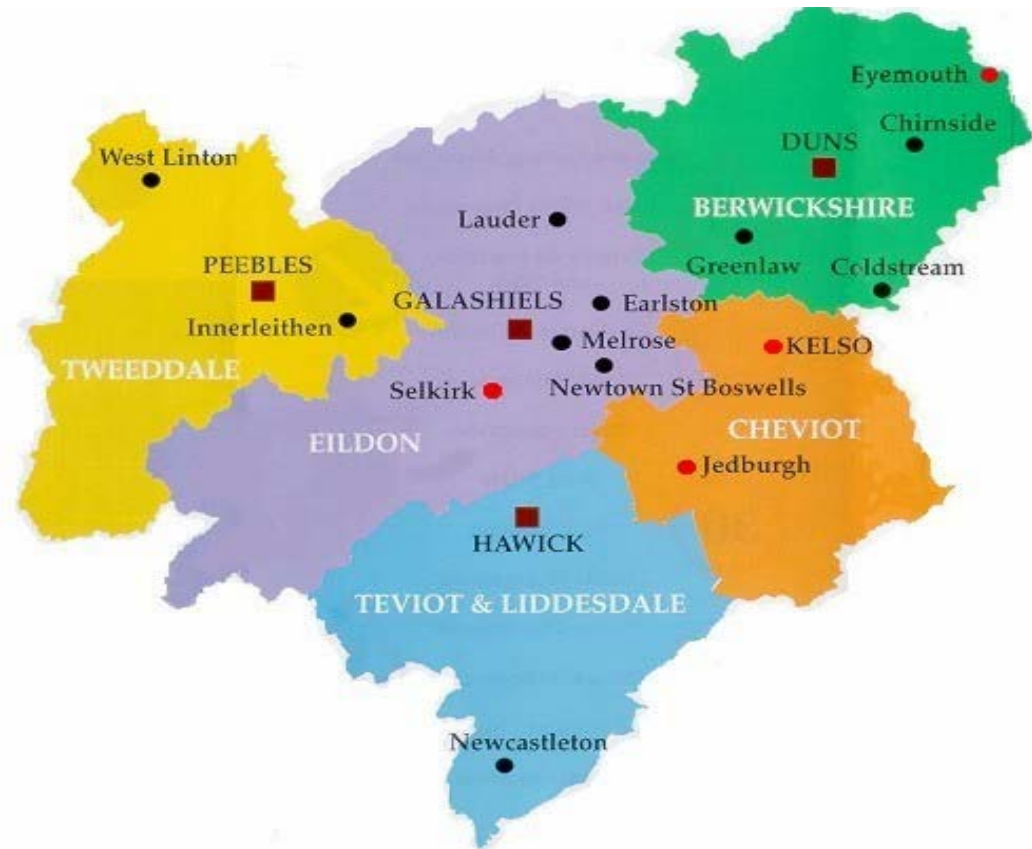 Eyemouth
Chirnside
DUNS
West Linton
BERWICKSHIRE
Lauder
Greenlaw
Coldstream
PEEBLES
GALASHIELS
Earlston
Innerleithen
Melrose
KELSO
TWEEDDALE
Selkirk
Newtown St Boswells
EILDON
CHEVIOT
Jedburgh
HAWICK
TEVIOT & LIDDESDALE
Newcastleton